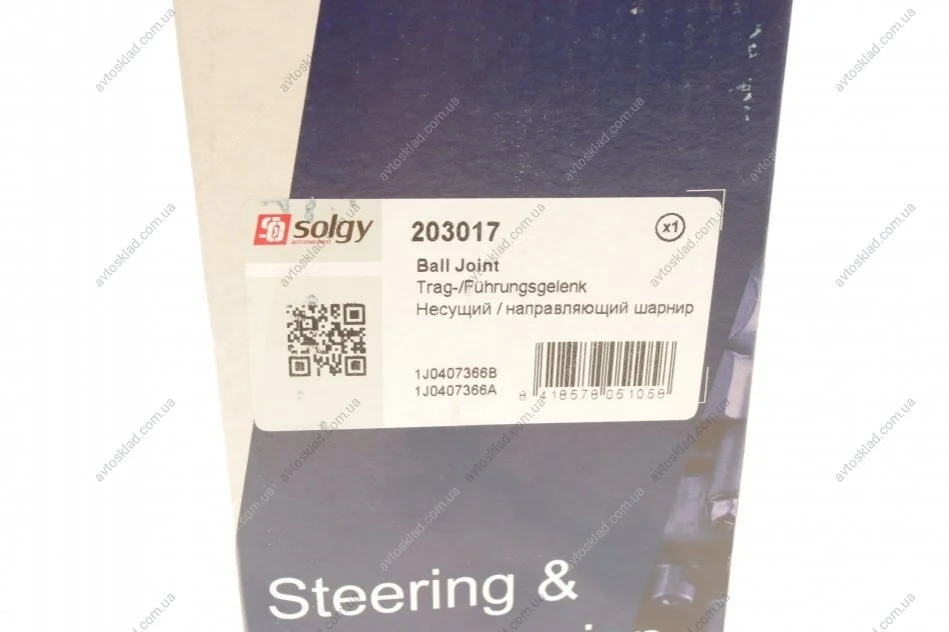 solgy
203017
x1
Ball Joint
Trag-/Führungsgelenk
Несущий / направляющий шарнир
1J0407366B
1J0407366A
8 418578 051058
Steering &
avtosklad.com.ua